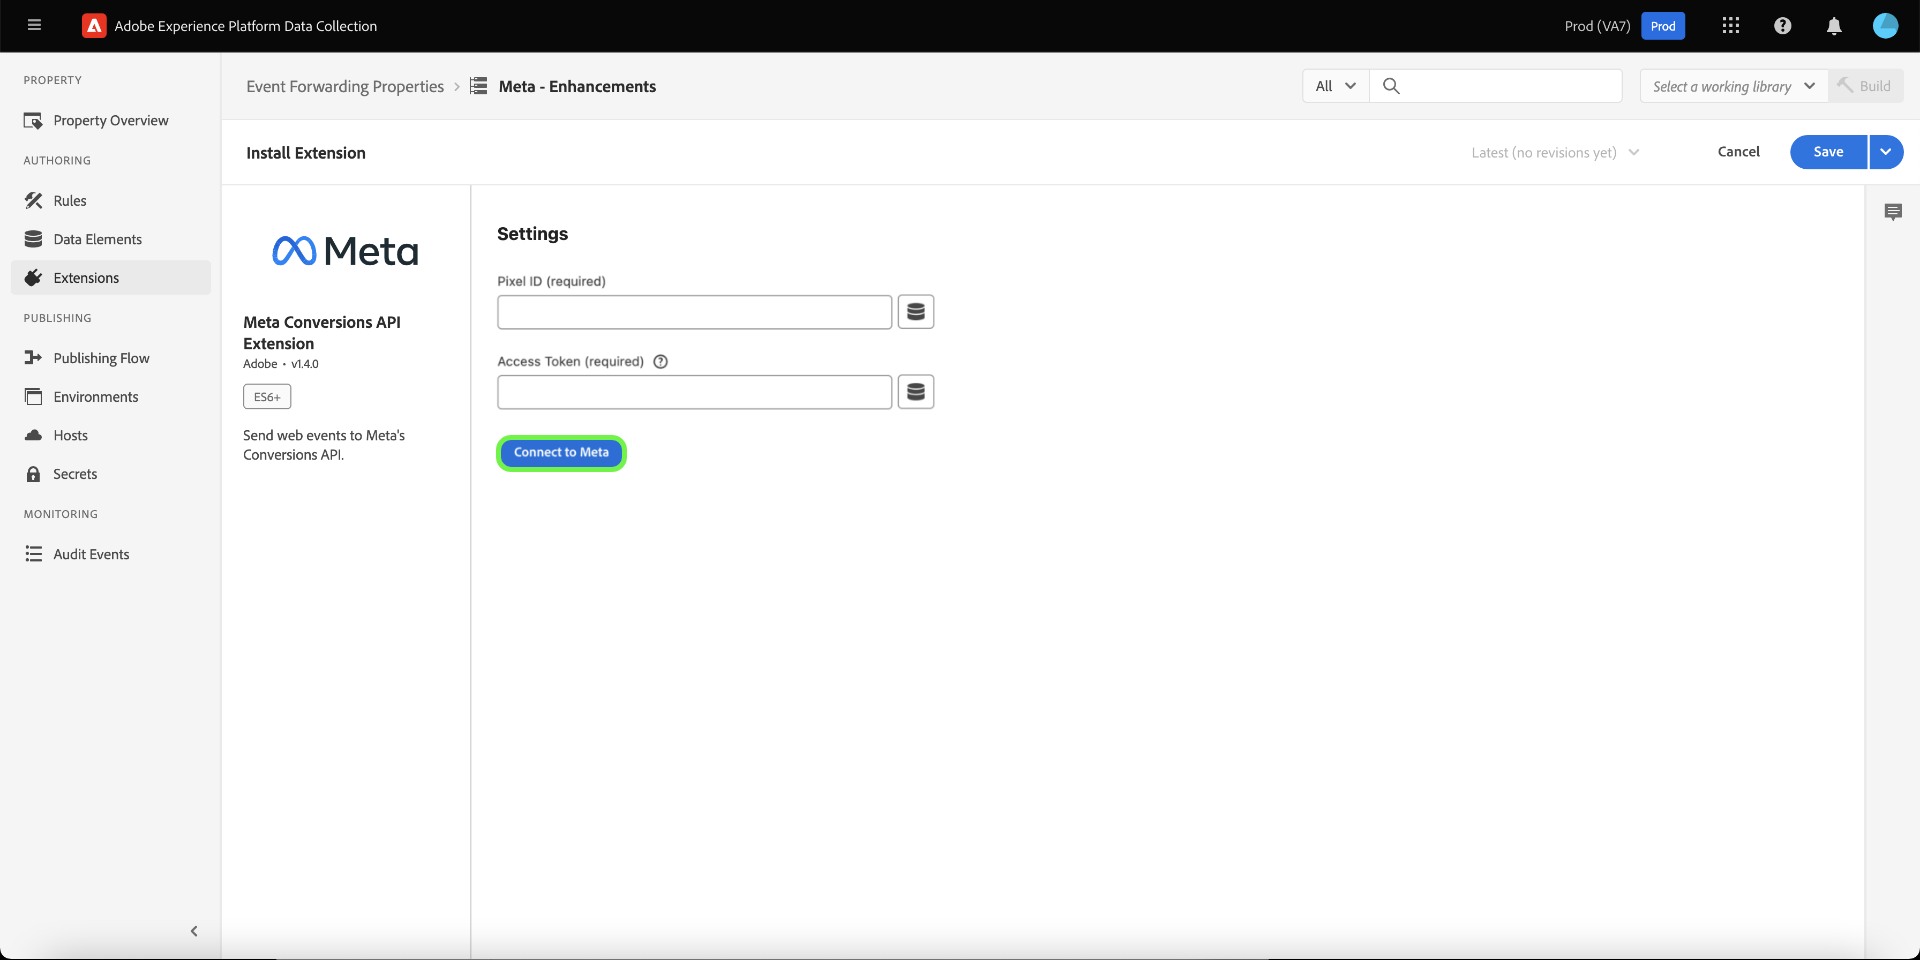 Adobe Experience Platform Data Collection
Prod (VA7)
Prod
PROPERTY
Property Overview
AUTHORING
Rules
Data Elements
Extensions
PUBLISHING
Publishing Flow
Environments
Hosts
Secrets
MONITORING
Audit Events
Event Forwarding Properties
Meta - Enhancements
All
Select a working library
Build
Install Extension
Latest (no revisions yet)
Cancel
Save
Meta
Meta Conversions API
Extension
Adobe • v1.4.0
ES6+
Send web events to Meta's
Conversions API.
Settings
Pixel ID (required)
Access Token (required)
Connect to Meta